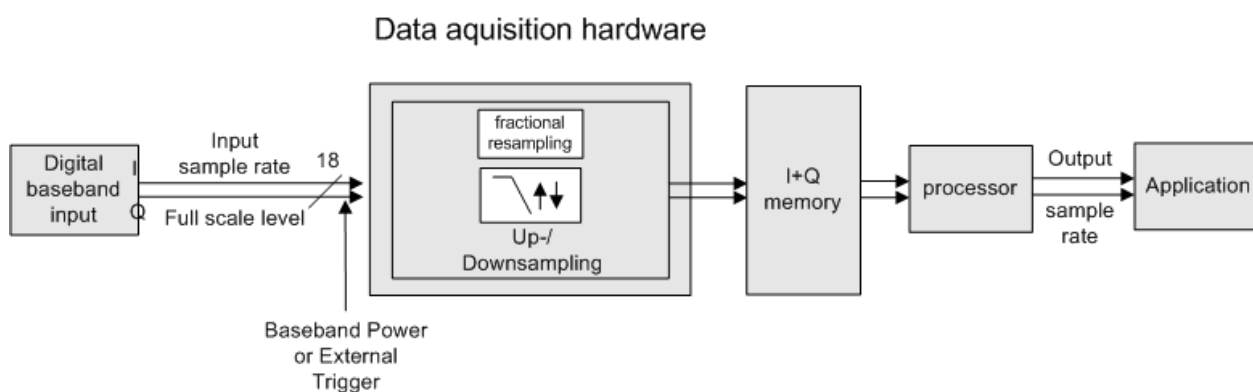 Data aquisition hardware
Digital
baseband
input
I
Q
Input
sample rate
18
Full scale level
Baseband Power
or External
Trigger
fractional
resampling
Up-/
Downsampling
I+Q
memory
processor
Output
sample
rate
Application